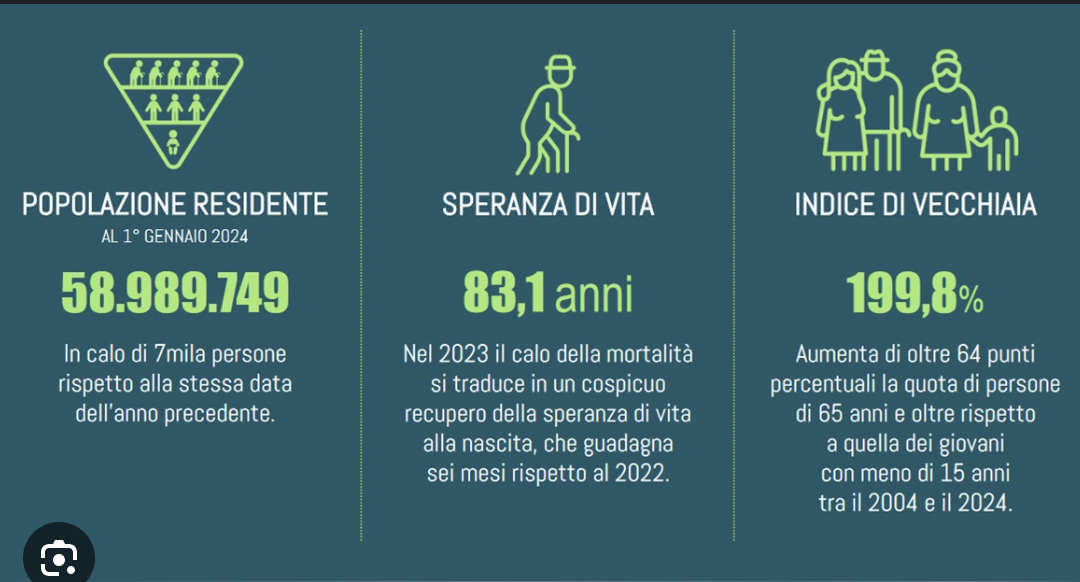 POPOLAZIONE RESIDENTE
AL 1° GENNAIO 2024
58.989.749
In calo di 7mila persone
rispetto alla stessa data
dell'anno precedente.
SPERANZA DI VITA
83,1 anni
Nel 2023 il calo della mortalità
si traduce in un cospicuo
recupero della speranza di vita
alla nascita, che guadagna
sei mesi rispetto al 2022.
INDICE DI VECCHIAIA
199,8%
Aumenta di oltre 64 punti
percentuali la quota di persone
di 65 anni e oltre rispetto
a quella dei giovani
con meno di 15 anni
tra il 2004 e il 2024.